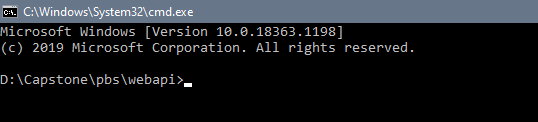 C:\Windows\System32\cmd.exe
Microsoft Windows [Version 10.0.18363.1198]
(c) 2019 Microsoft Corporation. All rights reserved.
D:\Capstone\pbs\webapi>